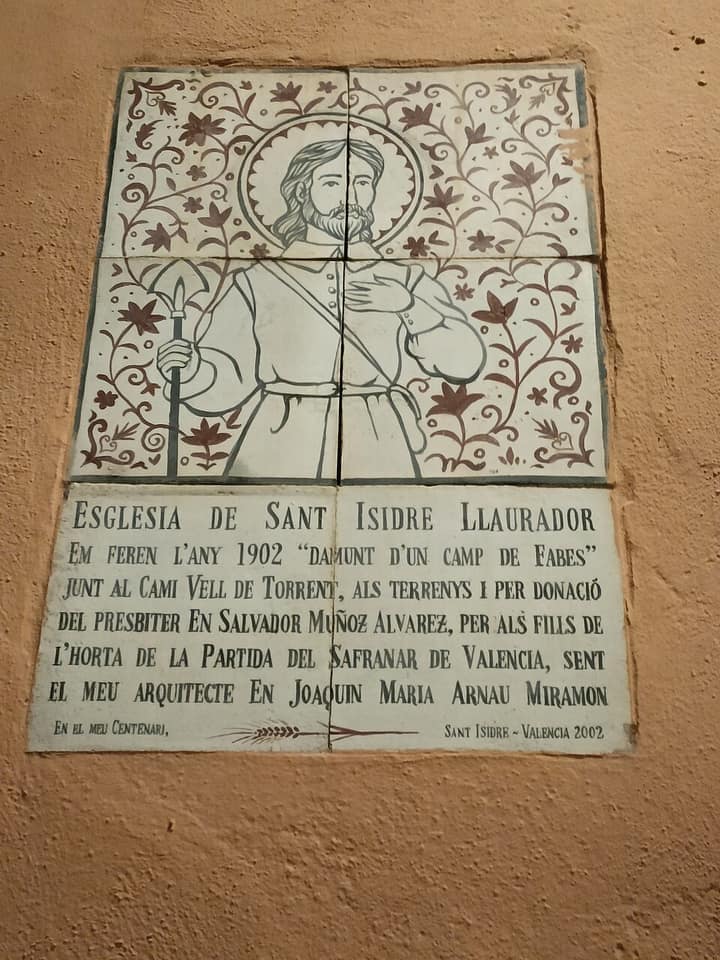 Esglesia de Sant Isidre Llaurador
Em feren l'any 1902 "damunt d'un camp de Fabes"
junt al Cami Vell de Torrent, als terrenys i per donació
del presbiter En Salvador Muñoz Alvarez, per als fills de
l'horta de la Partida del Safranar de Valencia, sent
el meu arquitecte En Joaquin Maria Arnau Miramon
En el meu Centenari,
Sant Isidre ~ Valencia 2002